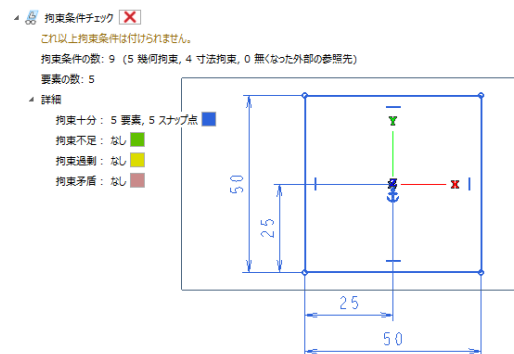 拘束条件チェック
これ以上拘束条件は付けられません。
拘束条件の数: 9 (5 幾何拘束, 4 寸法拘束, 0 無くなった外部の参照先)
要素の数: 5
詳細
拘束十分: 5 要素, 5 スナップ点
拘束不足: なし
拘束過剰: なし
拘束矛盾: なし
Y
50
Z
X
25
25
50